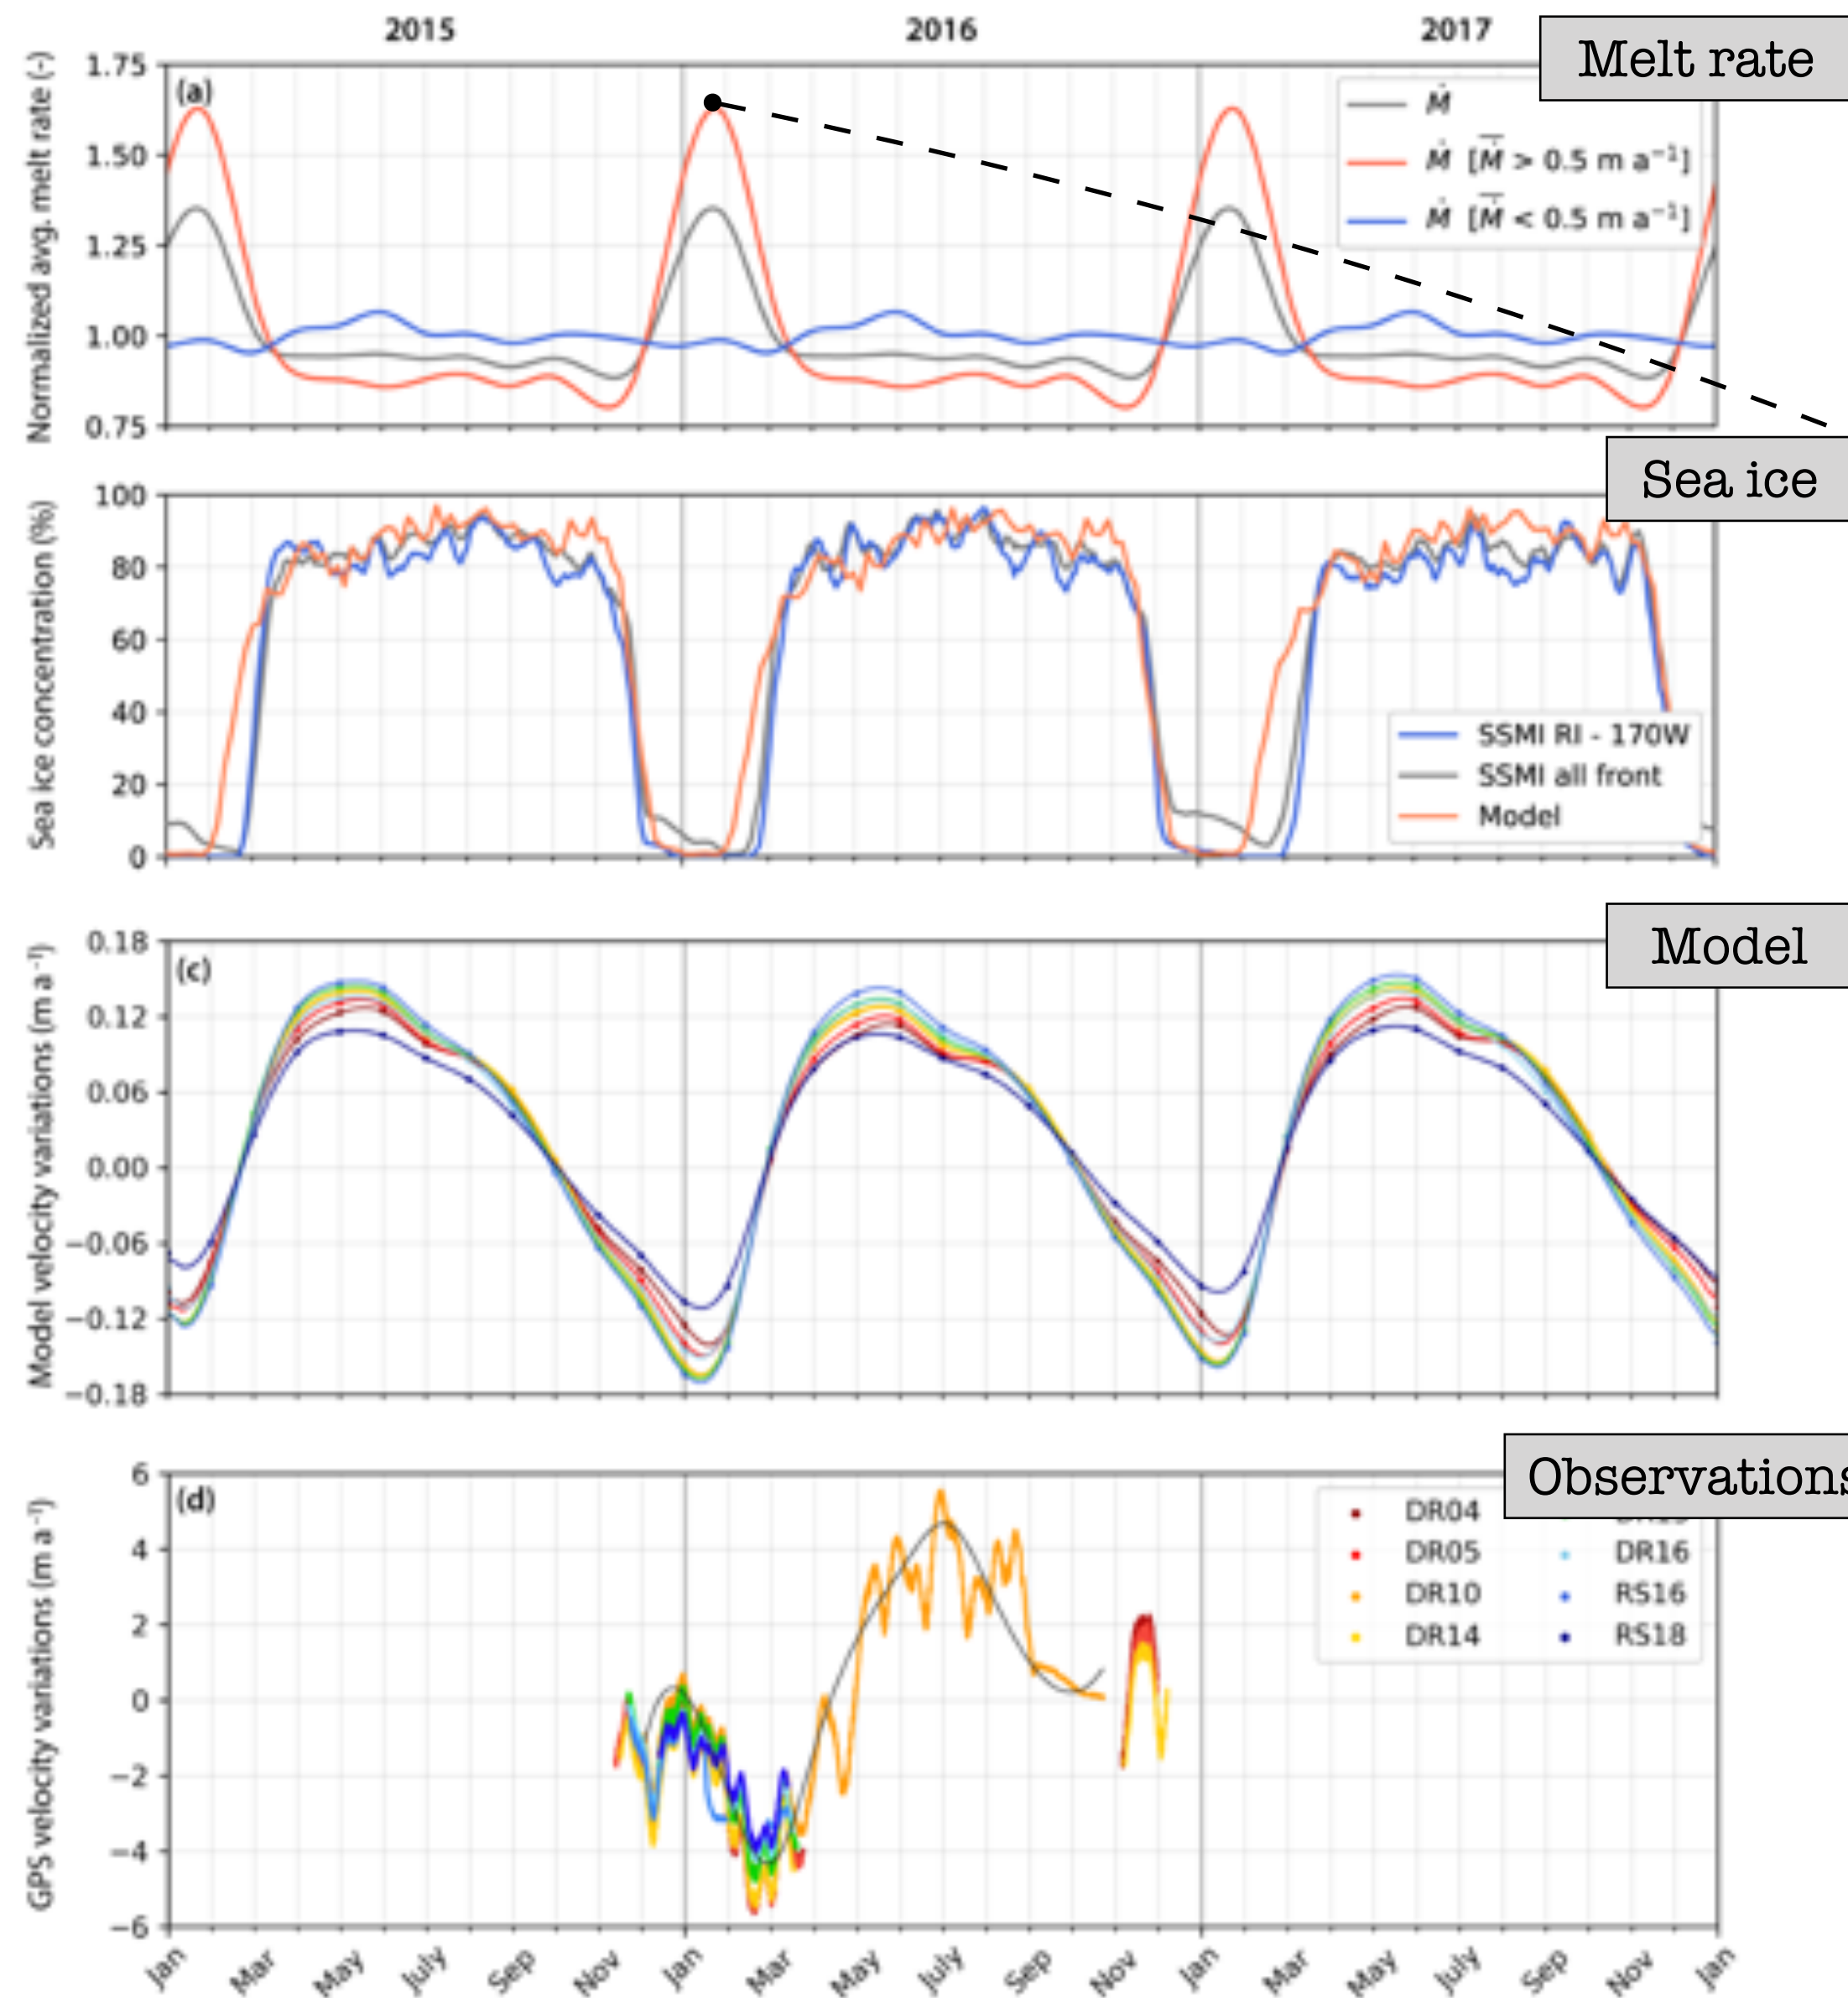 2015 2016 2017
Melt rate
Normalized avg. melt rate (-)
1.75
1.50
1.25
1.00
0.75
(a)
Ṁ
Ṁ [M̅̇ > 0.5 m a⁻¹]
Ṁ [M̅̇ < 0.5 m a⁻¹]
Sea ice
Sea ice concentration (%)
100
80
60
40
20
0
SSMI RI - 170W
SSMI all front
Model
Model
Model velocity variations (m a⁻¹)
0.18
0.12
0.06
0.00
−0.06
−0.12
−0.18
(c)
Observations
GPS velocity variations (m a⁻¹)
6
4
2
0
−2
−4
−6
(d)
DR04
DR05 DR16
DR10 RS16
DR14 RS18
Jan Mar May July Sep Nov Jan Mar May July Sep Nov Jan Mar May July Sep Nov Jan